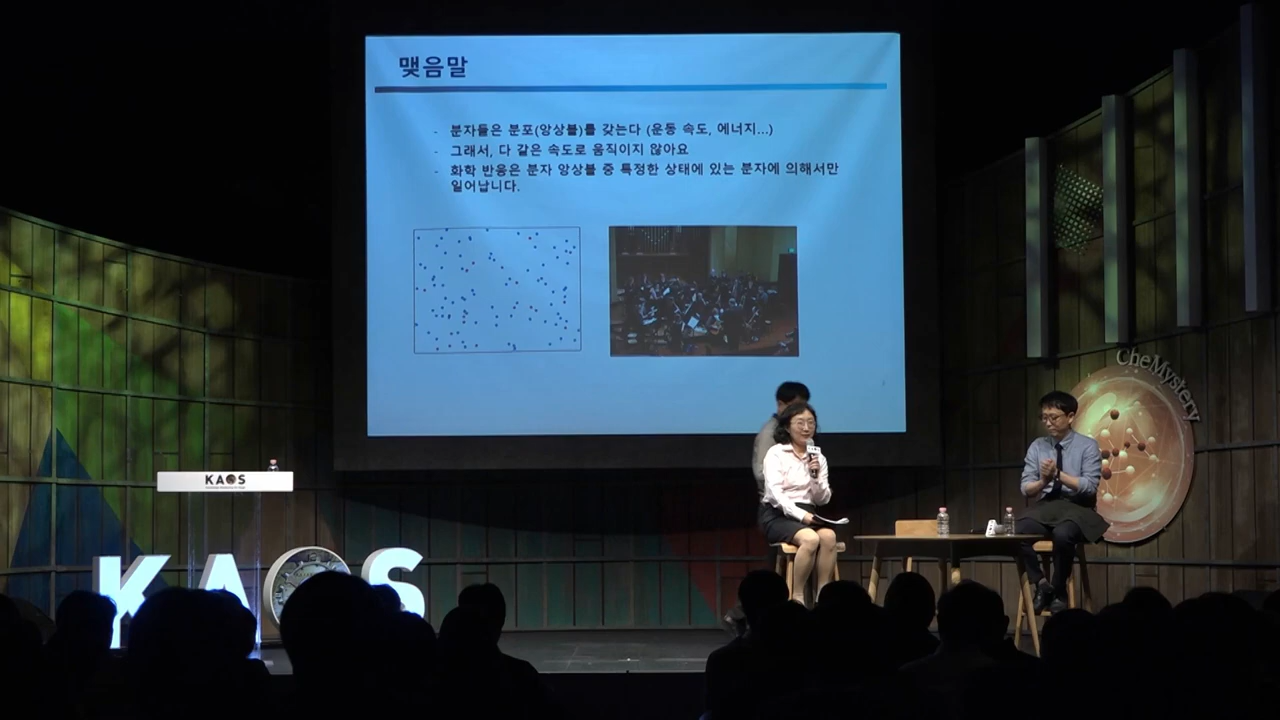 맺음말
- 분자들은 분포(앙상블)를 갖는다 (운동 속도, 에너지...)
- 그래서, 다 같은 속도로 움직이지 않아요
- 화학 반응은 분자 앙상블 중 특정한 상태에 있는 분자에 의해서만
일어납니다.
CheMystery
KAOS
KAOS